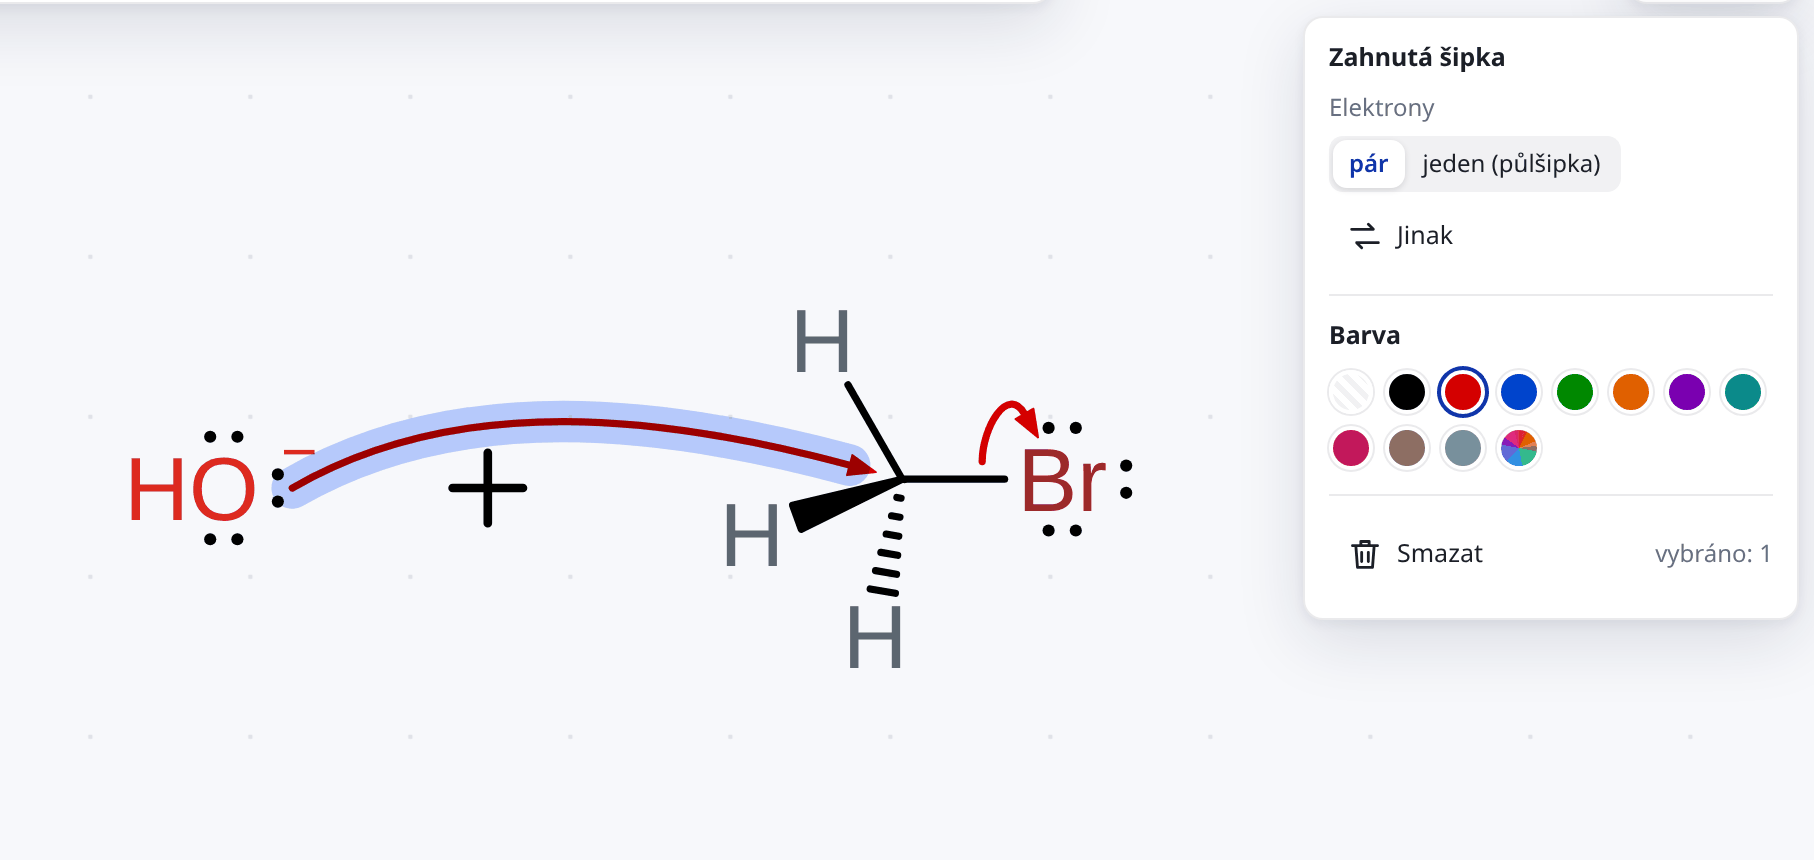 Zahnutá šipka
Elektrony
pár jeden (půlšipka)
Jinak
Barva
Smazat vybráno: 1
H
HO −
+
Br
H
H